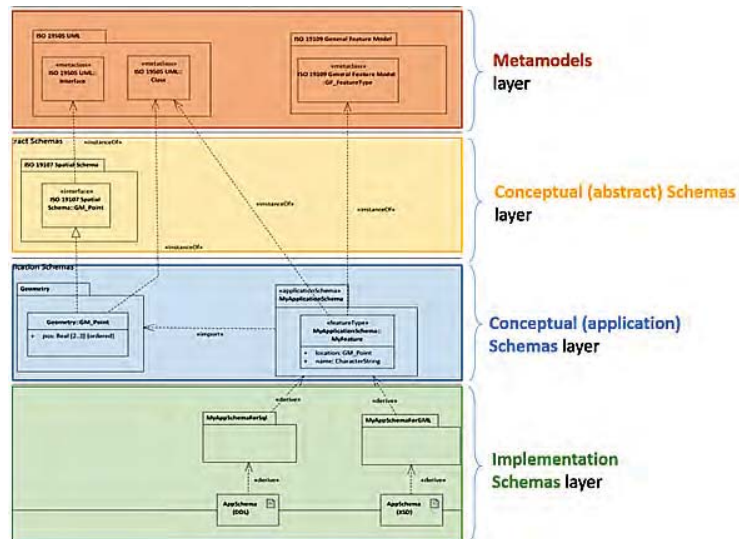 ISO 19505 UML
ISO 19109 General Feature Model
«metaclass»
ISO 19505 UML::
Interface
«metaclass»
ISO 19505 UML::
Class
«metaclass»
ISO 19109 General Feature Model
::GF_FeatureType
Metamodels
layer
«instanceOf»
ract Schemas
ISO 19107 Spatial Schema
«interface»
ISO 19107 Spatial
Schema::GM_Point
«instanceOf»
«instanceOf»
«instanceOf»
Conceptual (abstract) Schemas
layer
ication Schemas
Geometry
Geometry::GM_Point
+ pos: Real [2..3] {ordered}
«import»
«applicationSchema»
MyApplicationSchema
«featureType»
MyApplicationSchema::
MyFeature
+ location: GM_Point
+ name: CharacterString
Conceptual (application)
Schemas layer
«derive»
«derive»
MyAppSchemaForSql
MyAppSchemaForGML
«derive»
«derive»
AppSchema
(DDL)
AppSchema
(XSD)
Implementation
Schemas layer